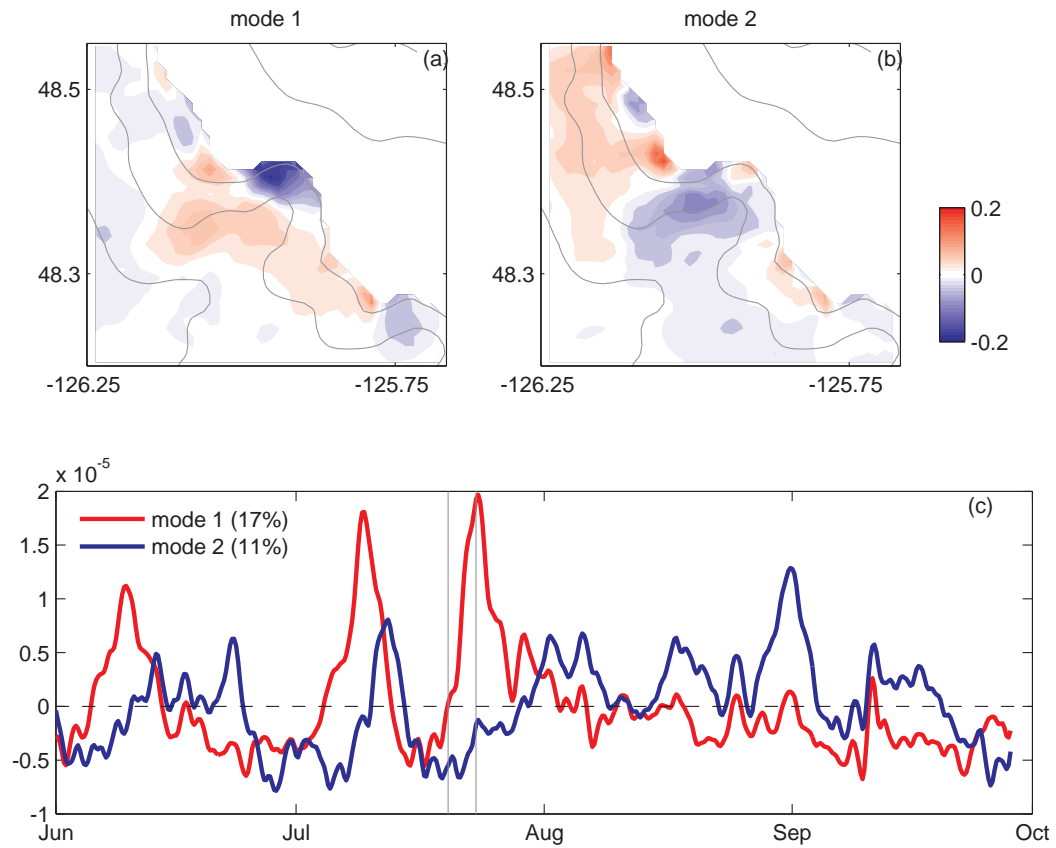 mode 1
mode 2
(a)
(b)
48.5
48.5
48.3
48.3
-126.25
-125.75
-126.25
-125.75
0.2
0
-0.2
x 10-5
2
1.5
1
0.5
0
-0.5
-1
(c)
mode 1 (17%)
mode 2 (11%)
Jun
Jul
Aug
Sep
Oct